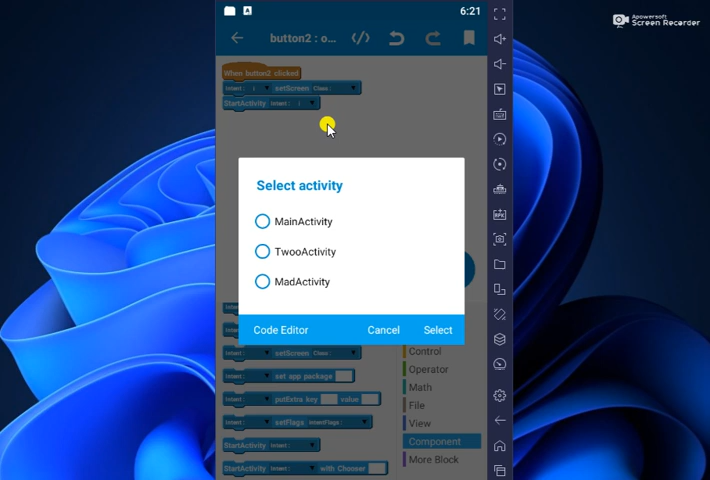 6:21
Apowersoft
Screen Recorder
button2 : o...
When button2 clicked
Intent : i setScreen Class :
StartActivity Intent : i
Select activity
MainActivity
TwooActivity
MadActivity
Code Editor Cancel Select
Intent : setScreen Class :
Control
Intent : set app package
Operator
Math
Intent : putExtra key value
File
Intent : setFlags IntentFlags :
View
StartActivity Intent :
Component
StartActivity Intent : with Chooser
More Block